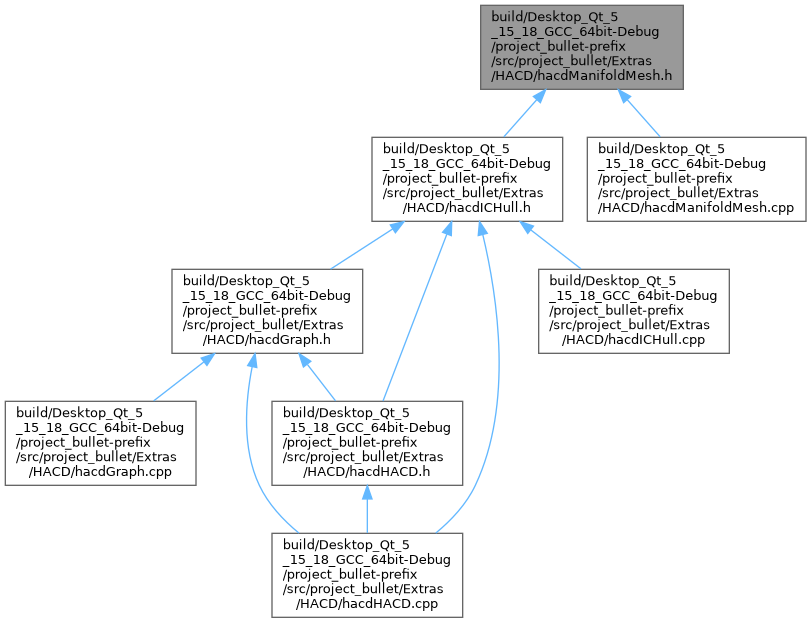 build/Desktop_Qt_5
_15_18_GCC_64bit-Debug
/project_bullet-prefix
/src/project_bullet/Extras
/HACD/hacdManifoldMesh.h
build/Desktop_Qt_5
_15_18_GCC_64bit-Debug
/project_bullet-prefix
/src/project_bullet/Extras
/HACD/hacdICHull.h
build/Desktop_Qt_5
_15_18_GCC_64bit-Debug
/project_bullet-prefix
/src/project_bullet/Extras
/HACD/hacdManifoldMesh.cpp
build/Desktop_Qt_5
_15_18_GCC_64bit-Debug
/project_bullet-prefix
/src/project_bullet/Extras
/HACD/hacdGraph.h
build/Desktop_Qt_5
_15_18_GCC_64bit-Debug
/project_bullet-prefix
/src/project_bullet/Extras
/HACD/hacdICHull.cpp
build/Desktop_Qt_5
_15_18_GCC_64bit-Debug
/project_bullet-prefix
/src/project_bullet/Extras
/HACD/hacdGraph.cpp
build/Desktop_Qt_5
_15_18_GCC_64bit-Debug
/project_bullet-prefix
/src/project_bullet/Extras
/HACD/hacdHACD.h
build/Desktop_Qt_5
_15_18_GCC_64bit-Debug
/project_bullet-prefix
/src/project_bullet/Extras
/HACD/hacdHACD.cpp